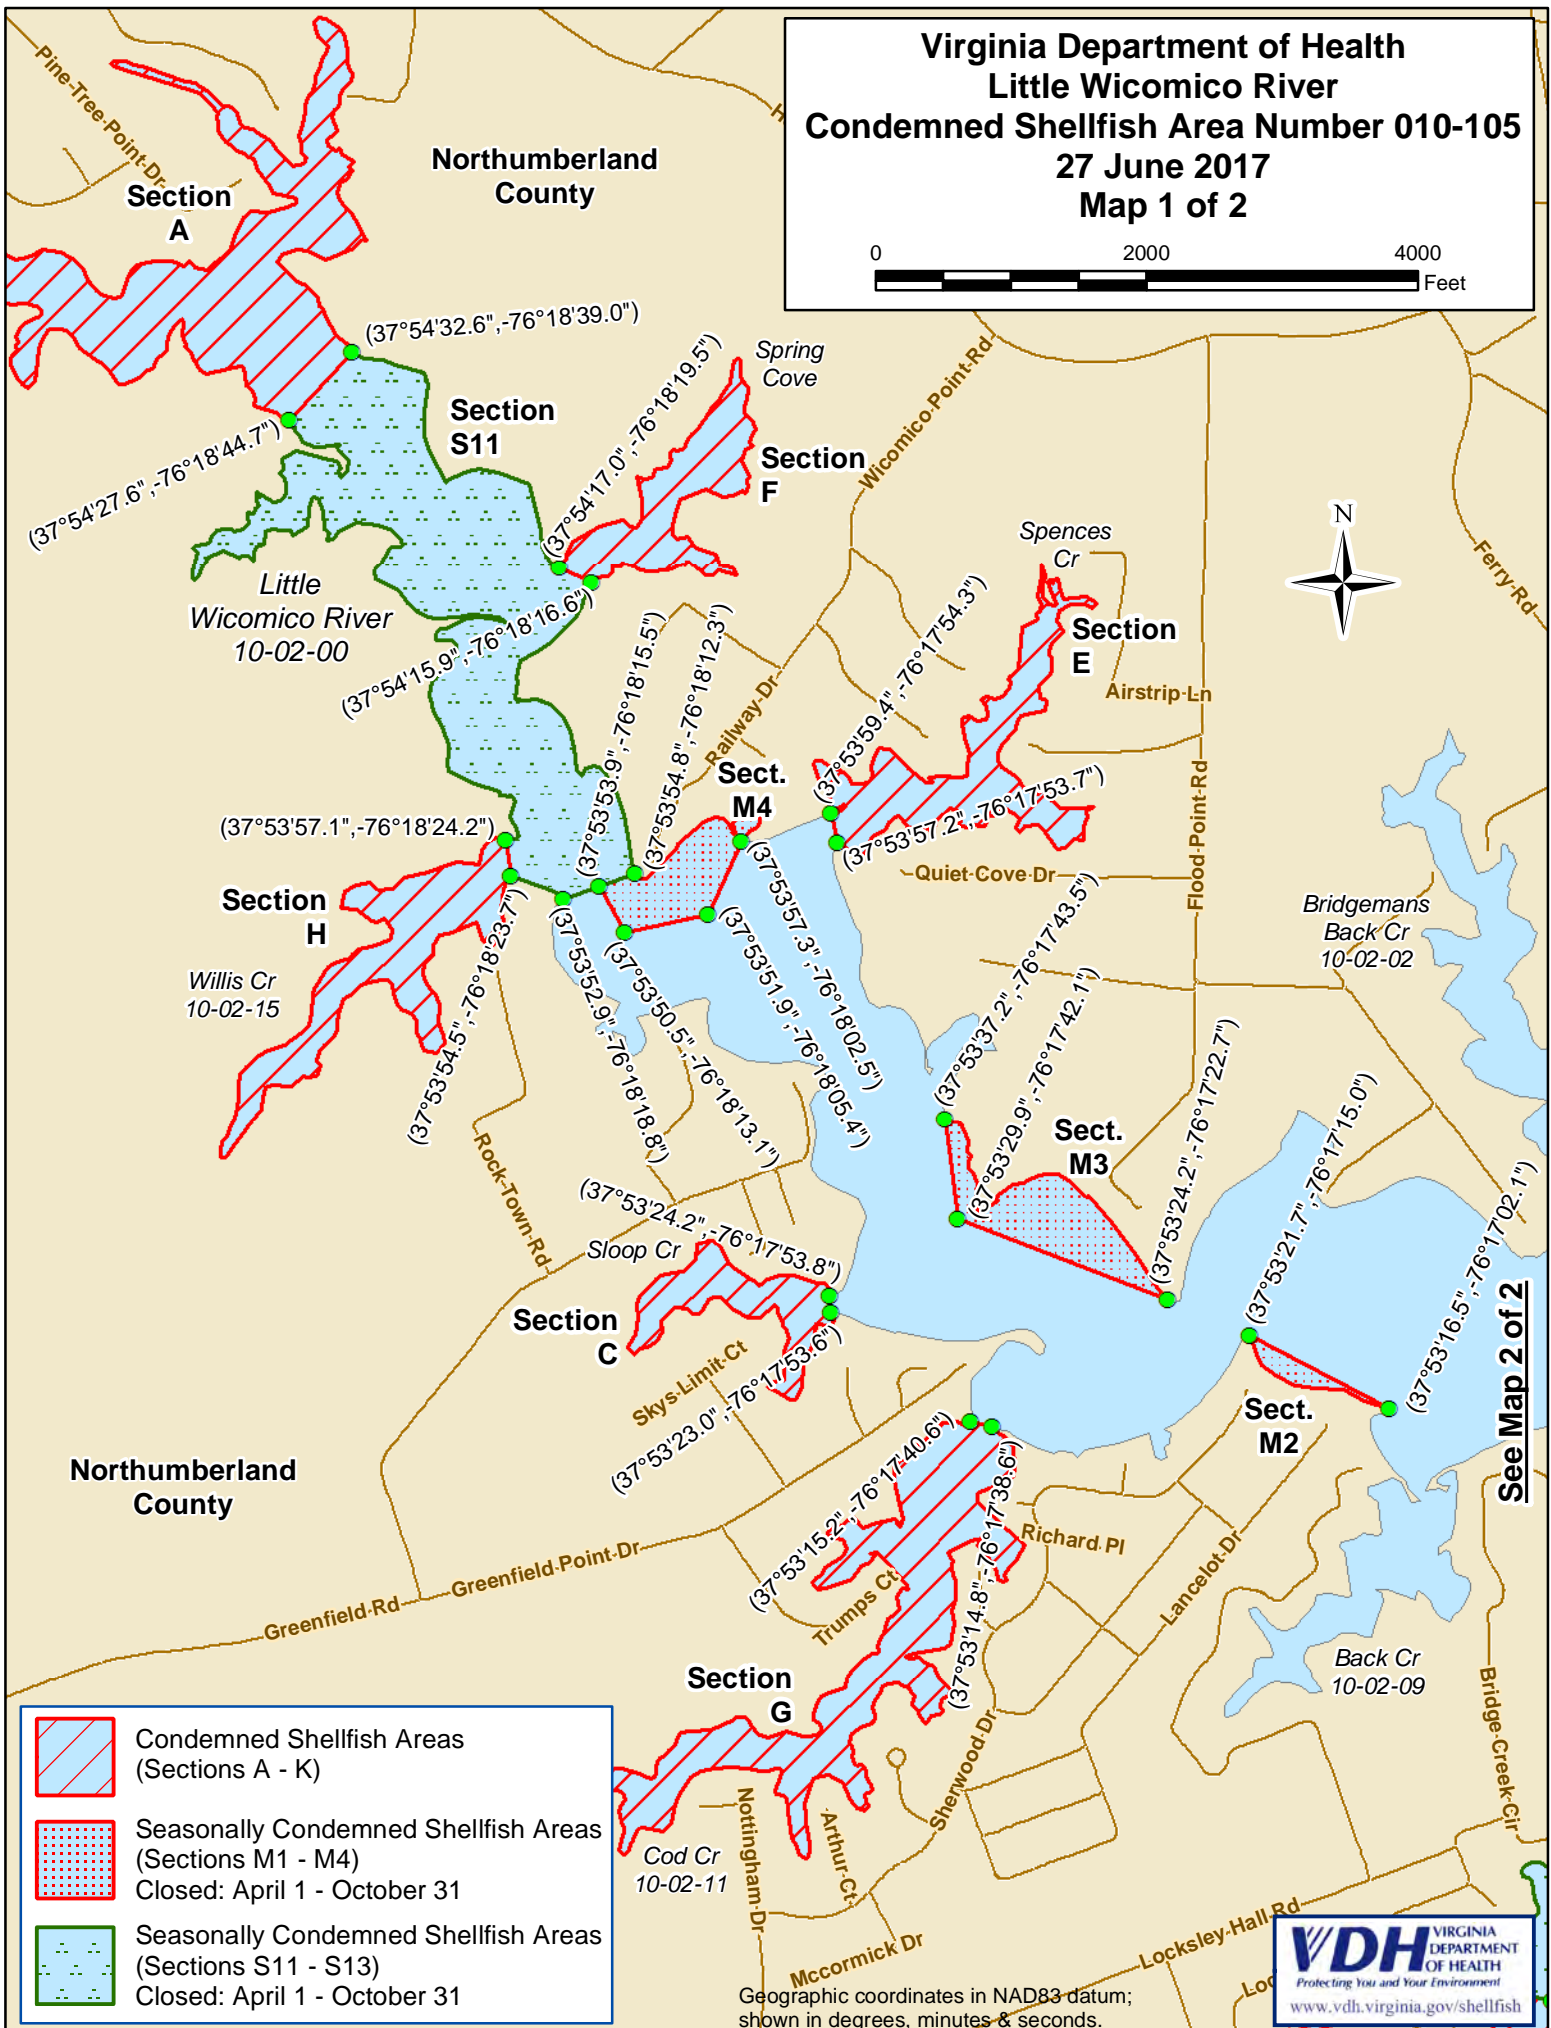 Virginia Department of Health
Little Wicomico River
Condemned Shellfish Area Number 010-105
27 June 2017
Map 1 of 2
0 2000 4000
Feet
Pine-Tree-Point-Dr
Northumberland
County
Section
A
(37°54'32.6",-76°18'39.0")
Section
S11
(37°54'27.6",-76°18'44.7")
(37°54'17.0",-76°18'19.5")
Spring
Cove
Section
F
Wicomico-Point-Rd
Spences
Cr
N
Ferry-Rd
Little
Wicomico River
10-02-00
(37°54'15.9",-76°18'16.6")
Section
E
Airstrip-Ln
(37°53'53.9",-76°18'15.5")
(37°53'54.8",-76°18'12.3")
Railway-Dr
Sect.
M4
(37°53'59.4",-76°17'54.3")
(37°53'57.2",-76°17'53.7")
Flood-Point-Rd
(37°53'57.1",-76°18'24.2")
Quiet-Cove-Dr
Section
H
Willis Cr
10-02-15
(37°53'54.5",-76°18'23.7")
(37°53'52.9",-76°18'18.8")
(37°53'50.5",-76°18'13.1")
(37°53'51.9",-76°18'05.4")
(37°53'57.3",-76°18'02.5")
(37°53'37.2",-76°17'43.5")
(37°53'29.9",-76°17'42.1")
Bridgemans
Back Cr
10-02-02
Rock-Town-Rd
Sect.
M3
(37°53'24.2",-76°17'22.7")
(37°53'21.7",-76°17'15.0")
(37°53'16.5",-76°17'02.1")
(37°53'24.2",-76°17'53.8")
Sloop Cr
Section
C
Skys-Limit-Ct
(37°53'23.0",-76°17'53.6")
See Map 2 of 2
Sect.
M2
Northumberland
County
(37°53'15.2",-76°17'40.6")
(37°53'14.8",-76°17'38.6")
Richard-Pl
Lancelot-Dr
Greenfield-Point-Dr
Greenfield-Rd
Trumps Ct
Back Cr
10-02-09
Bridge-Creek-Cir
Section
G
Sherwood-Dr
Nottingham-Dr
Arthur-Ct
Cod Cr
10-02-11
Condemned Shellfish Areas
(Sections A - K)
Seasonally Condemned Shellfish Areas
(Sections M1 - M4)
Closed: April 1 - October 31
Seasonally Condemned Shellfish Areas
(Sections S11 - S13)
Closed: April 1 - October 31
Mccormick Dr
Locksley-Hall-Rd
Geographic coordinates in NAD83 datum;
shown in degrees, minutes & seconds.
VDH VIRGINIA
DEPARTMENT
OF HEALTH
Protecting You and Your Environment
www.vdh.virginia.gov/shellfish